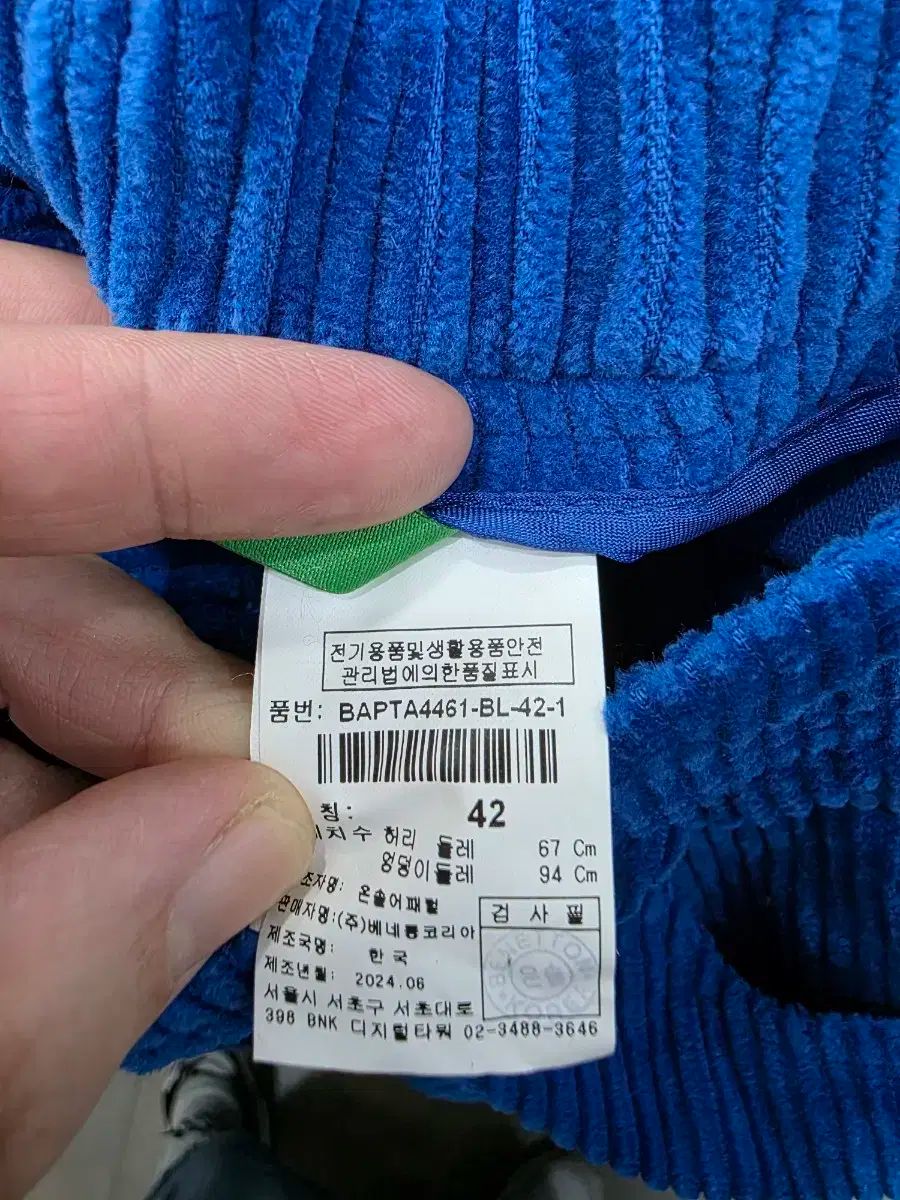 전기용품및생활용품안전
관리법에의한품질표시
품번: BAPTA4461-BL-42-1
칭: 42
치수 허리 둘레 67 Cm
엉덩이둘레 94 Cm
조자명: 온솔어패럴
판매자명:(주)베네통코리아
제조국명: 한국
검사필
제조년월: 2024.06
서울시 서초구 서초대로
398 BNK 디지털타워 02-3488-3646